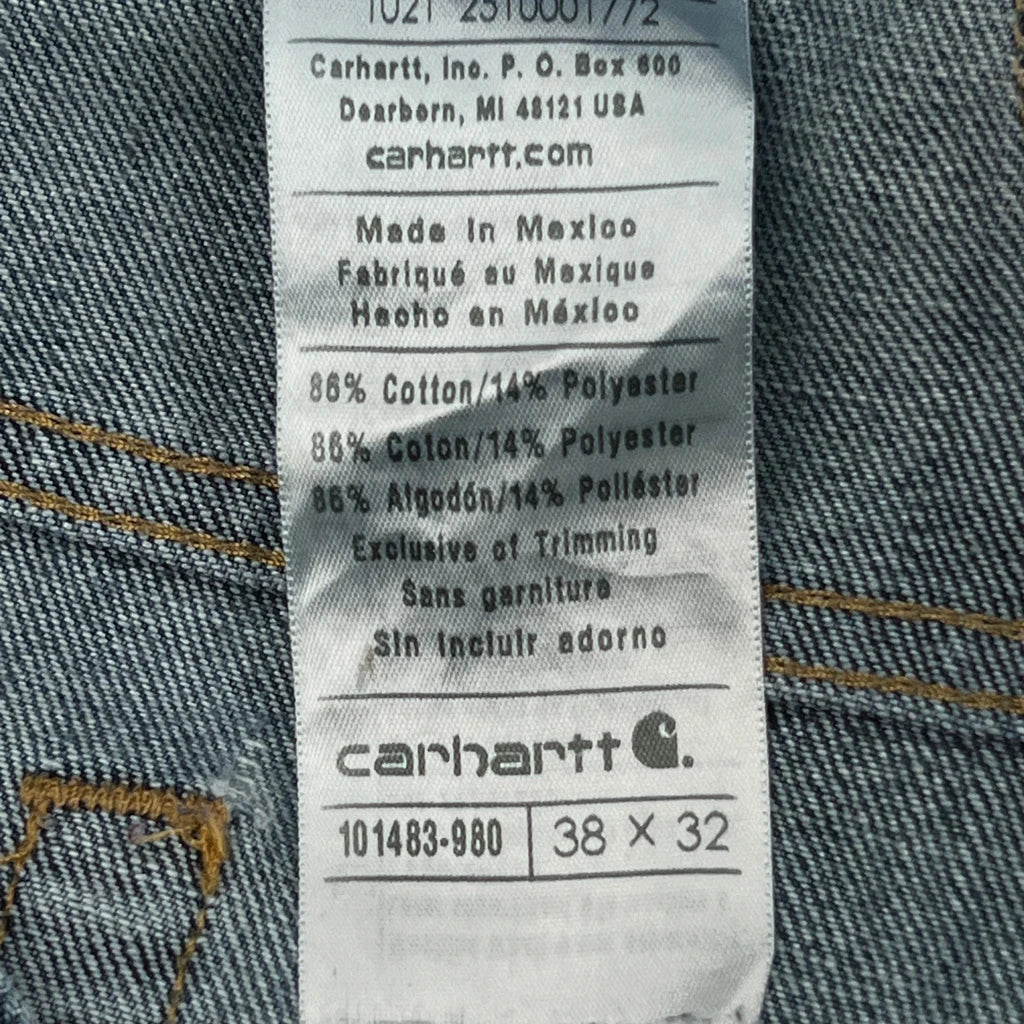 Carhartt, Inc. P. O. Box 600
Dearborn, MI 48121 USA
carhartt.com
Made in Mexico
Fabriqué au Mexique
Hecho en México
86% Cotton/14% Polyester
86% Coton/14% Polyester
86% Algodón/14% Poliéster
Exclusive of Trimming
Sans garniture
Sin incluir adorno
carhartt
101483-980 38 X 32